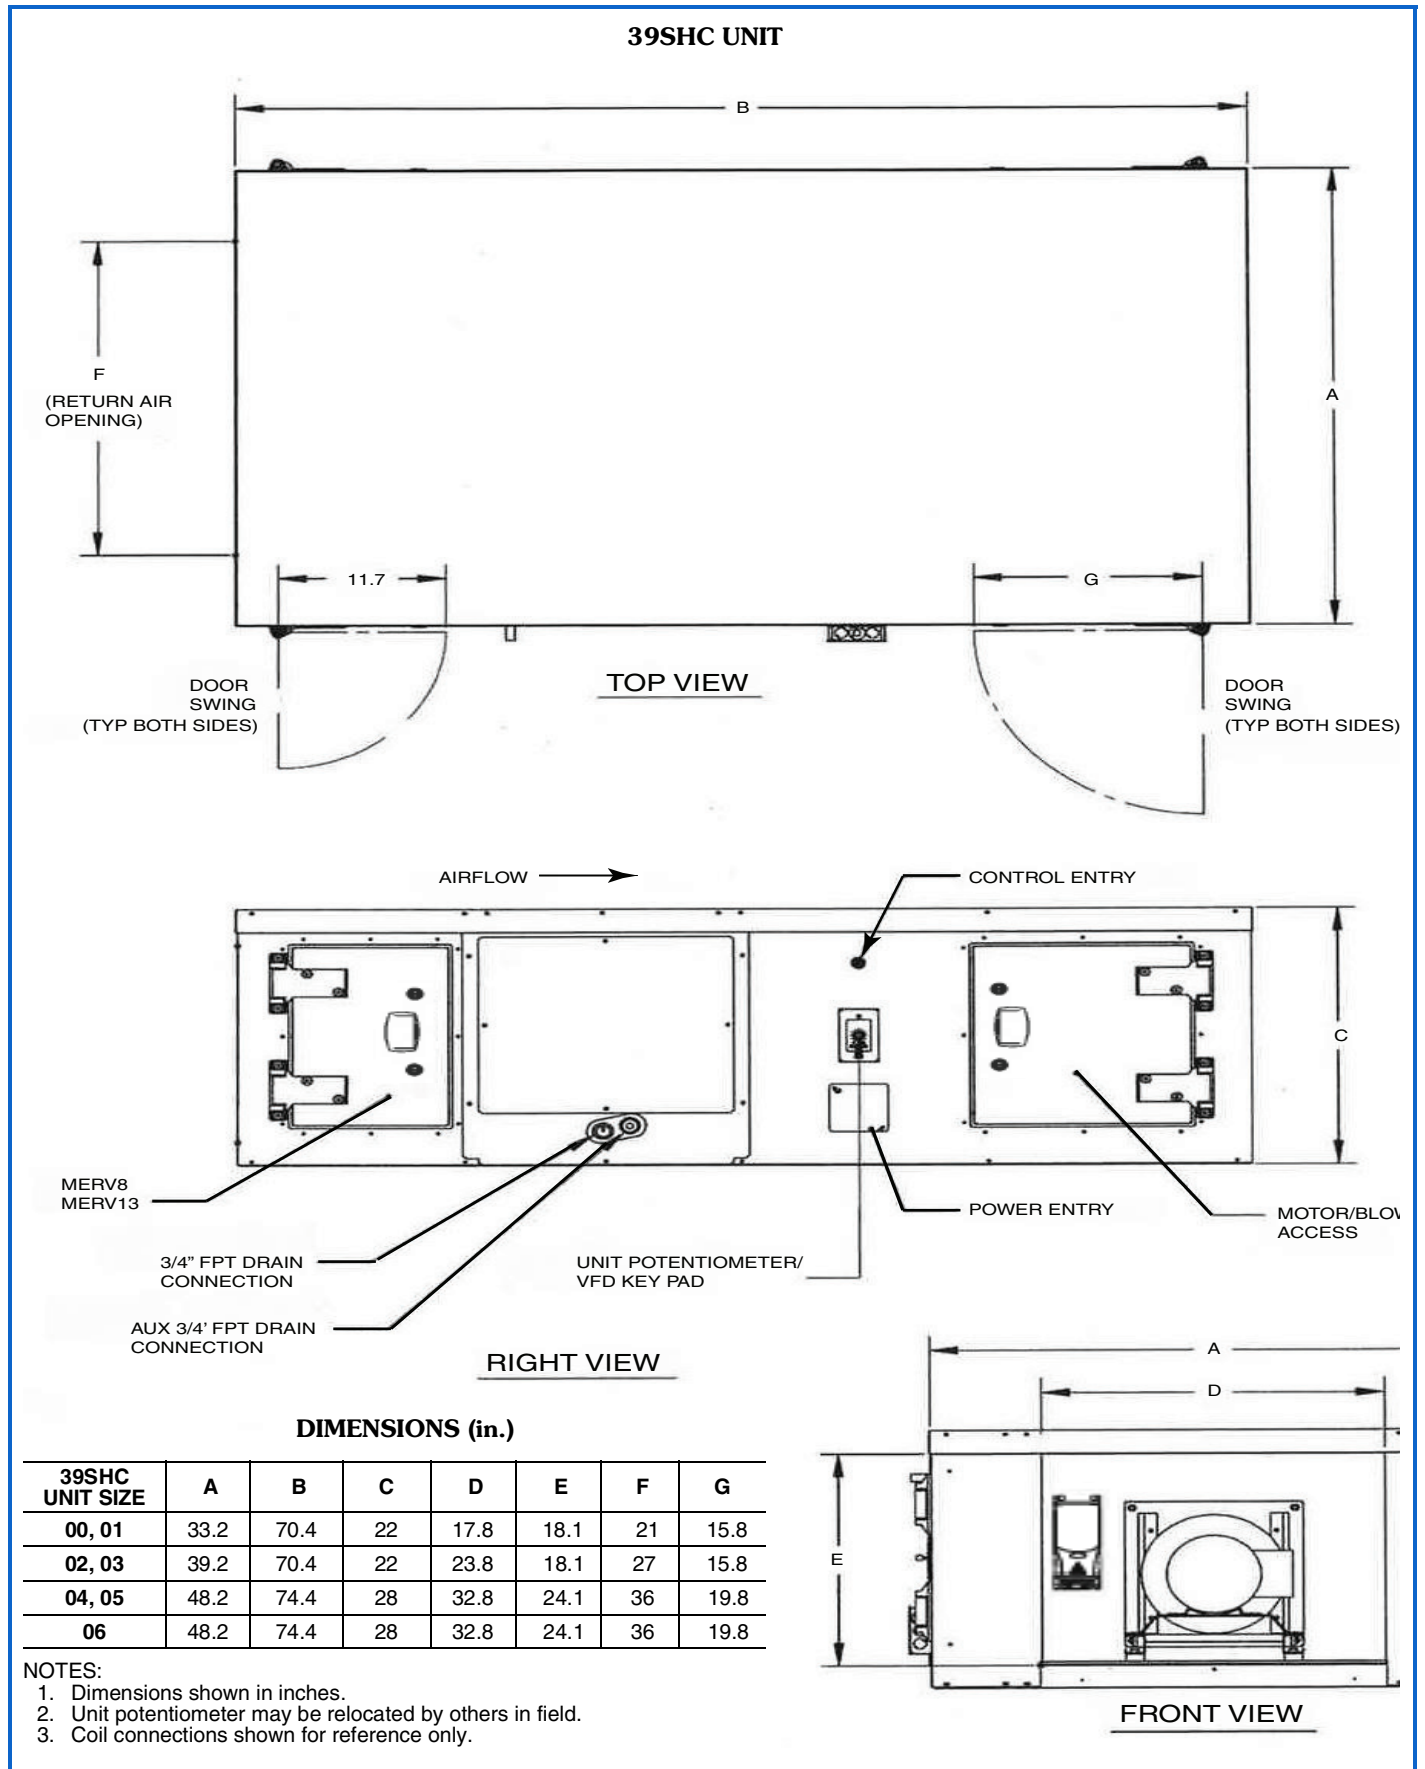 39SHC UNIT
B
F
(RETURN AIR
OPENING)
A
11.7
G
DOOR
SWING
(TYP BOTH SIDES)
TOP VIEW
DOOR
SWING
(TYP BOTH SIDES)
AIRFLOW
CONTROL ENTRY
C
MERV8
MERV13
POWER ENTRY
MOTOR/BLOW
ACCESS
3/4” FPT DRAIN
CONNECTION
UNIT POTENTIOMETER/
VFD KEY PAD
AUX 3/4’ FPT DRAIN
CONNECTION
RIGHT VIEW
A
D
E
FRONT VIEW
DIMENSIONS (in.)
39SHC
UNIT SIZE A B C D E F G
00, 01 33.2 70.4 22 17.8 18.1 21 15.8
02, 03 39.2 70.4 22 23.8 18.1 27 15.8
04, 05 48.2 74.4 28 32.8 24.1 36 19.8
06 48.2 74.4 28 32.8 24.1 36 19.8
NOTES:
1. Dimensions shown in inches.
2. Unit potentiometer may be relocated by others in field.
3. Coil connections shown for reference only.